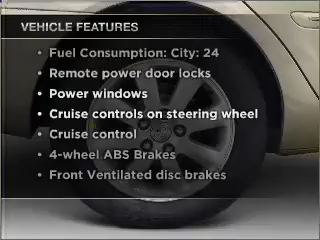 VEHICLE FEATURES
• Fuel Consumption: City: 24
• Remote power door locks
• Power windows
• Cruise controls on steering wheel
• Cruise control
• 4-wheel ABS Brakes
• Front Ventilated disc brakes